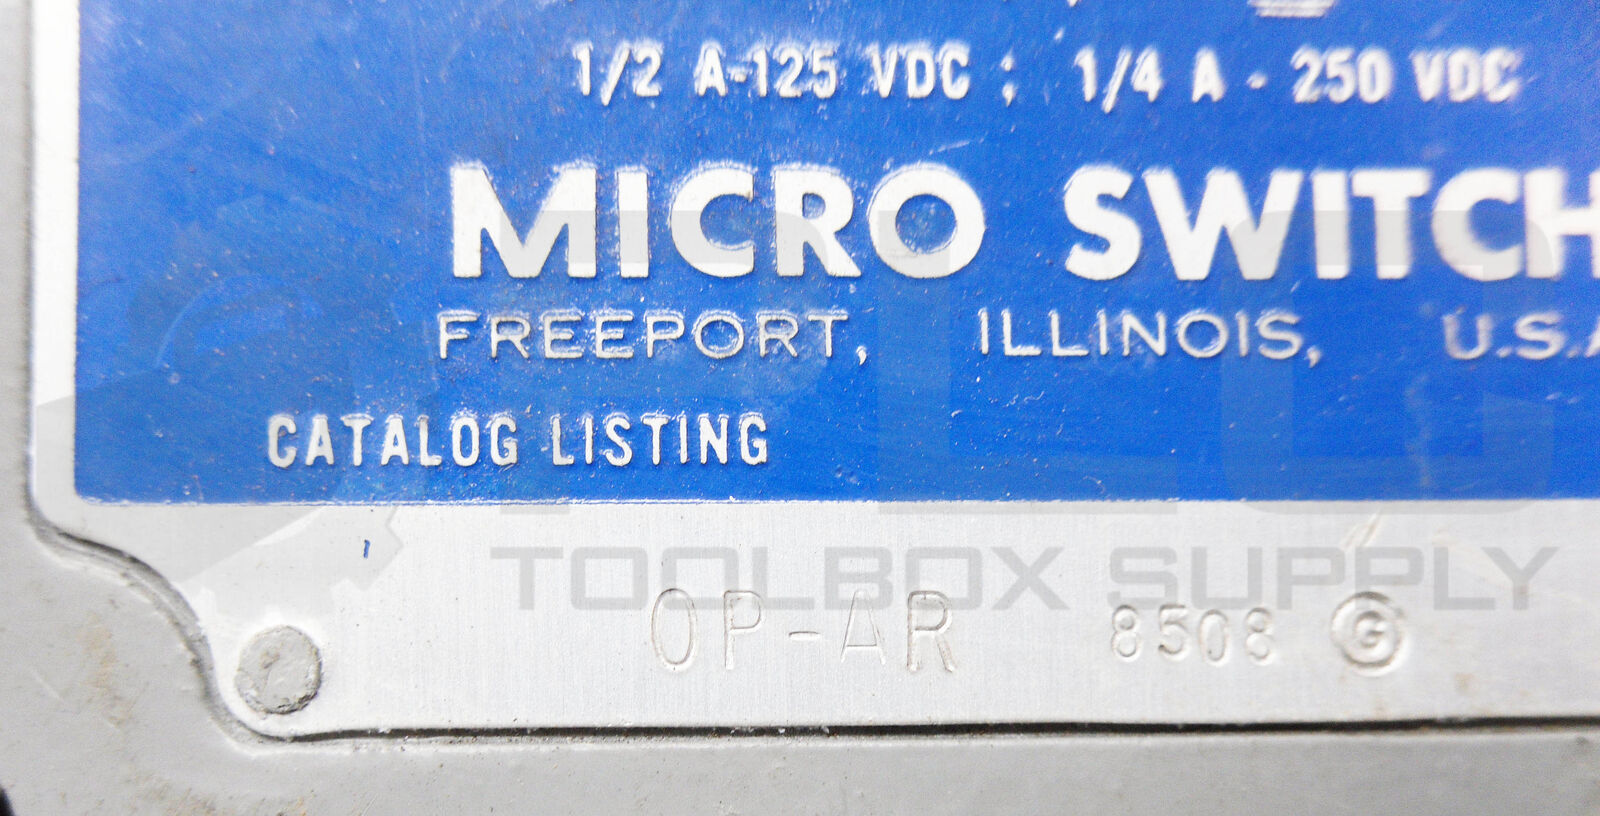 1/2 A-125 VDC ; 1/4 A - 250 VDC
MICRO SWITCH
FREEPORT, ILLINOIS, U.S.A
CATALOG LISTING
PLC
TOOLBOX SUPPLY
OP-AR 8508 G